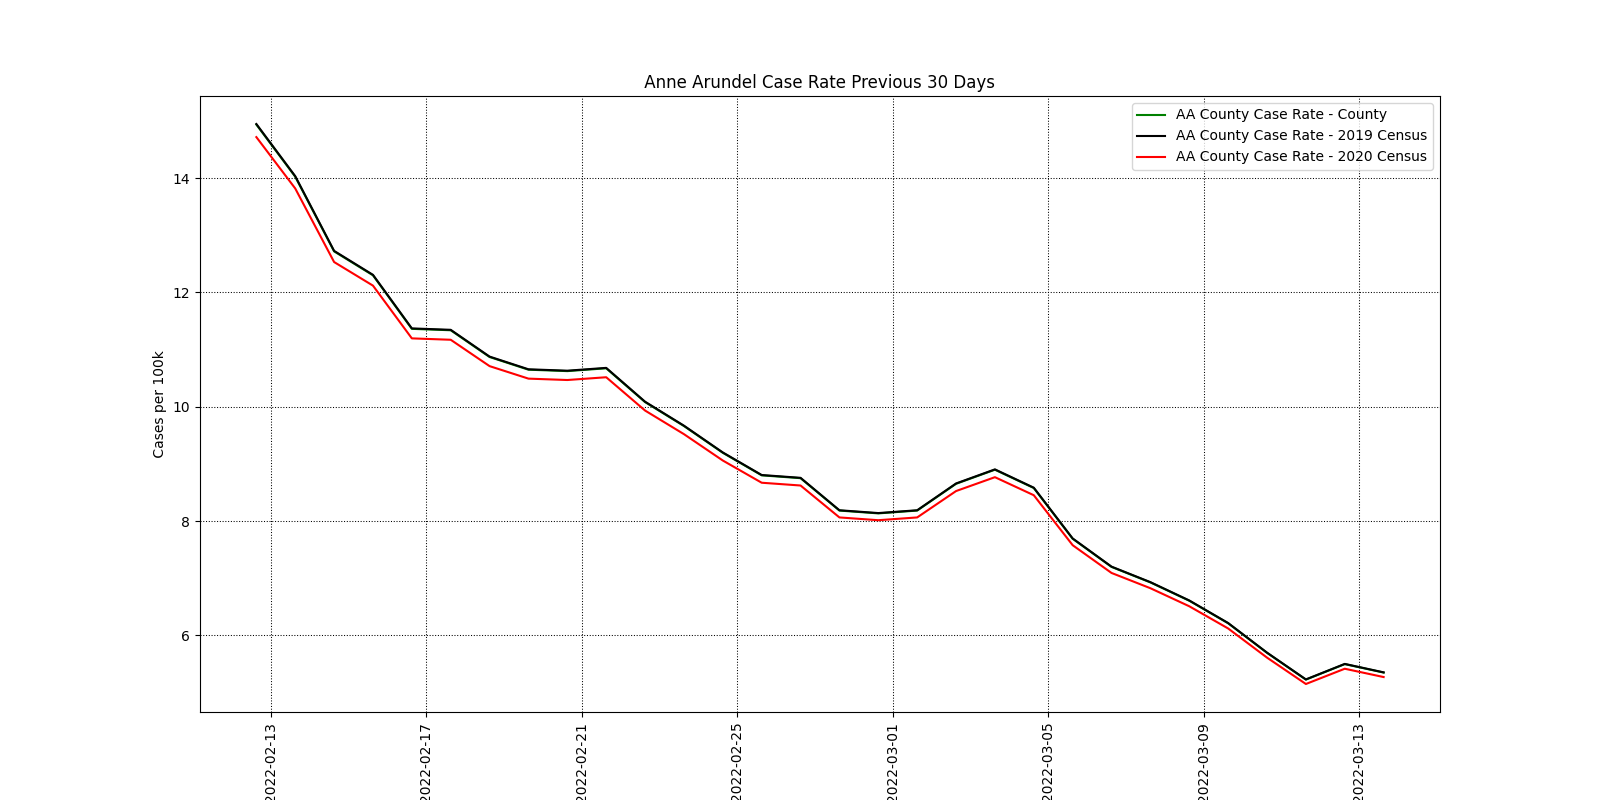 Anne Arundel Case Rate Previous 30 Days
AA County Case Rate - County
AA County Case Rate - 2019 Census
AA County Case Rate - 2020 Census
Cases per 100k
14
12
10
8
6
2022-02-13
2022-02-17
2022-02-21
2022-02-25
2022-03-01
2022-03-05
2022-03-09
2022-03-13